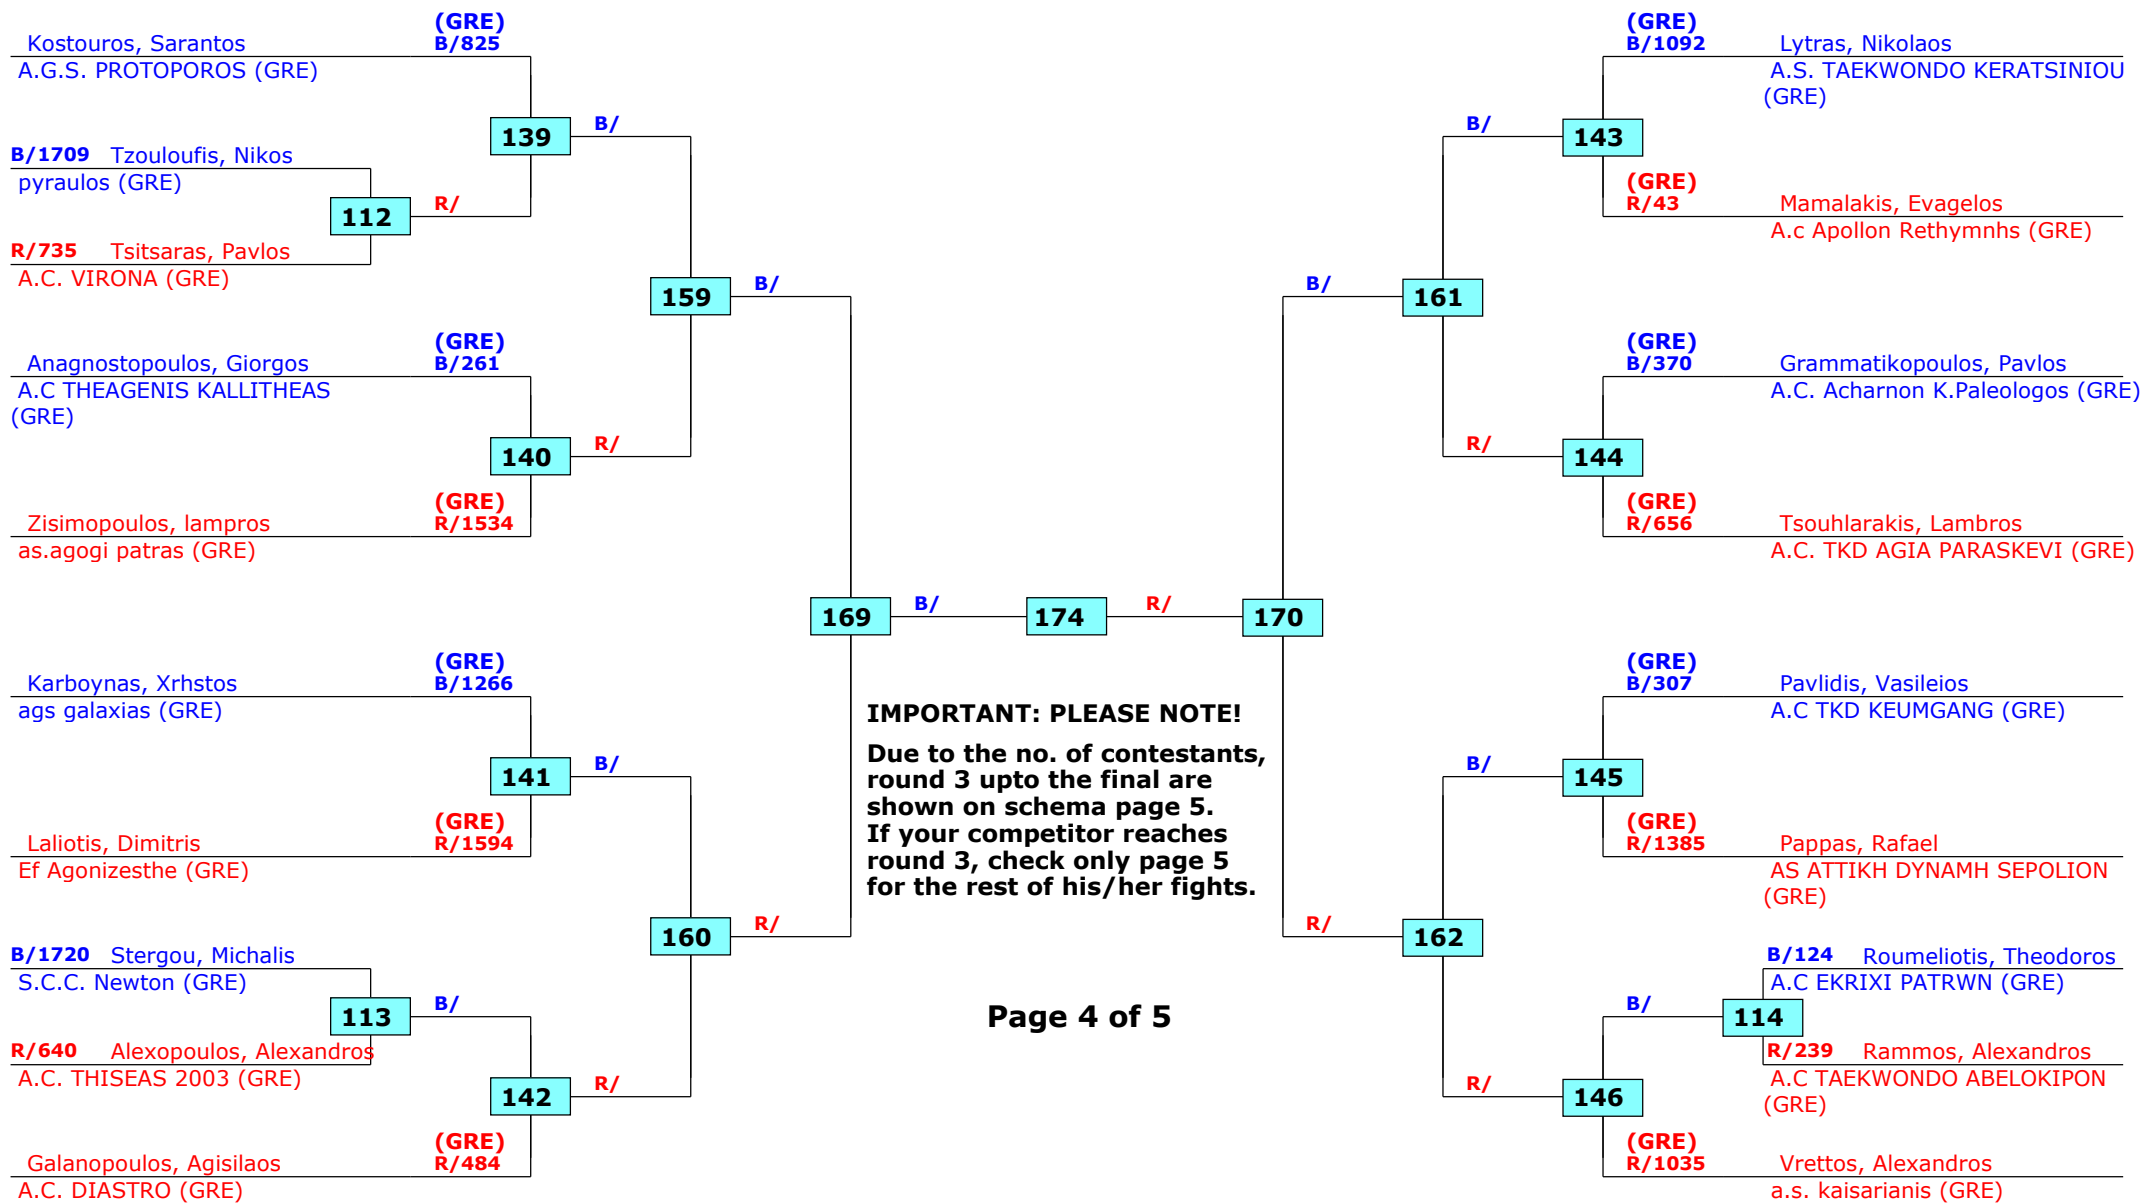 (GRE)
B/825
Kostouros, Sarantos
A.G.S. PROTOPOROS (GRE)
139
B/
B/1709 Tzouloufis, Nikos
pyraulos (GRE)
112
R/
R/735 Tsitsaras, Pavlos
A.C. VIRONA (GRE)
159
B/
(GRE)
B/261
Anagnostopoulos, Giorgos
A.C THEAGENIS KALLITHEAS
(GRE)
140
R/
(GRE)
R/1534
Zisimopoulos, lampros
as.agogi patras (GRE)
169
B/
174
R/
170
(GRE)
B/1266
Karboynas, Xrhstos
ags galaxias (GRE)
141
B/
(GRE)
R/1594
Laliotis, Dimitris
Ef Agonizesthe (GRE)
160
R/
B/1720 Stergou, Michalis
S.C.C. Newton (GRE)
113
B/
R/640 Alexopoulos, Alexandros
A.C. THISEAS 2003 (GRE)
142
R/
(GRE)
R/484
Galanopoulos, Agisilaos
A.C. DIASTRO (GRE)
IMPORTANT: PLEASE NOTE!
Due to the no. of contestants,
round 3 upto the final are
shown on schema page 5.
If your competitor reaches
round 3, check only page 5
for the rest of his/her fights.
Page 4 of 5
(GRE)
B/1092
Lytras, Nikolaos
A.S. TAEKWONDO KERATSINIOU
(GRE)
B/
143
(GRE)
R/43
Mamalakis, Evagelos
A.c Apollon Rethymnhs (GRE)
B/
161
(GRE)
B/370
Grammatikopoulos, Pavlos
A.C. Acharnon K.Paleologos (GRE)
R/
144
(GRE)
R/656
Tsouhlarakis, Lambros
A.C. TKD AGIA PARASKEVI (GRE)
(GRE)
B/307
Pavlidis, Vasileios
A.C TKD KEUMGANG (GRE)
B/
145
(GRE)
R/1385
Pappas, Rafael
AS ATTIKH DYNAMH SEPOLION
(GRE)
R/
162
B/124 Roumeliotis, Theodoros
A.C EKRIXI PATRWN (GRE)
B/
114
R/239 Rammos, Alexandros
A.C TAEKWONDO ABELOKIPON
(GRE)
R/
146
(GRE)
R/1035
Vrettos, Alexandros
a.s. kaisarianis (GRE)